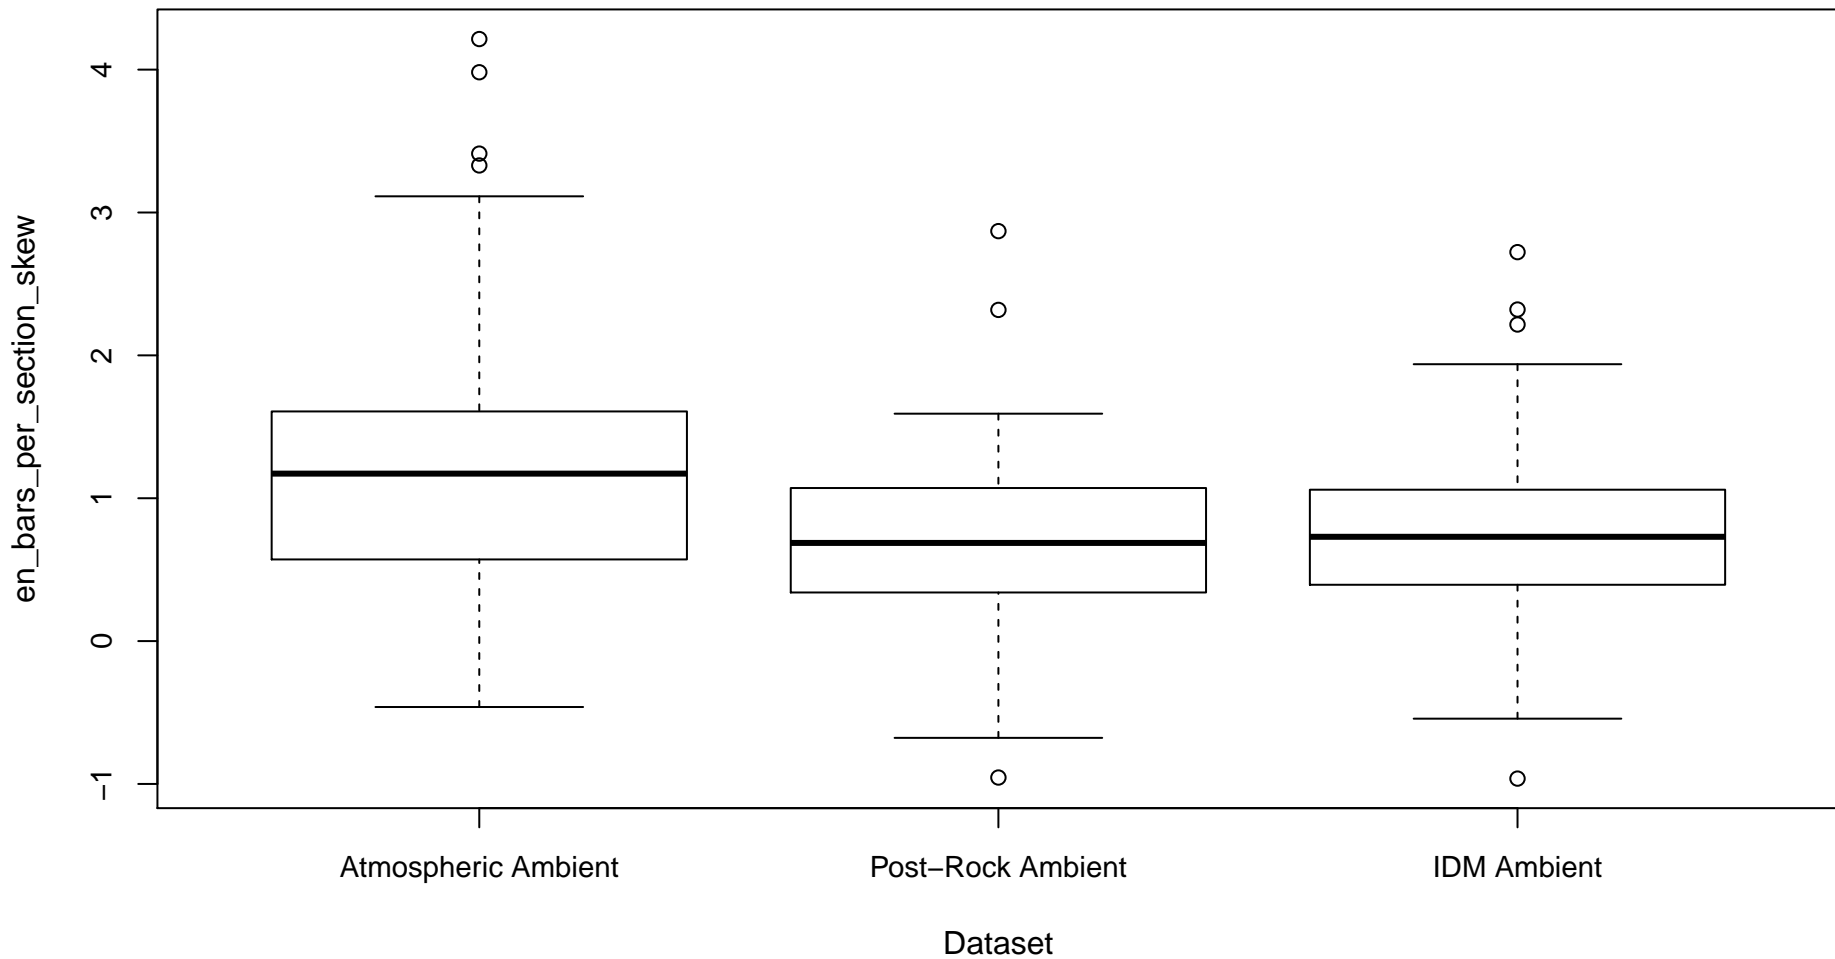 en_bars_per_section_skew
4
3
2
1
0
−1
Atmospheric Ambient
Post−Rock Ambient
IDM Ambient
Dataset